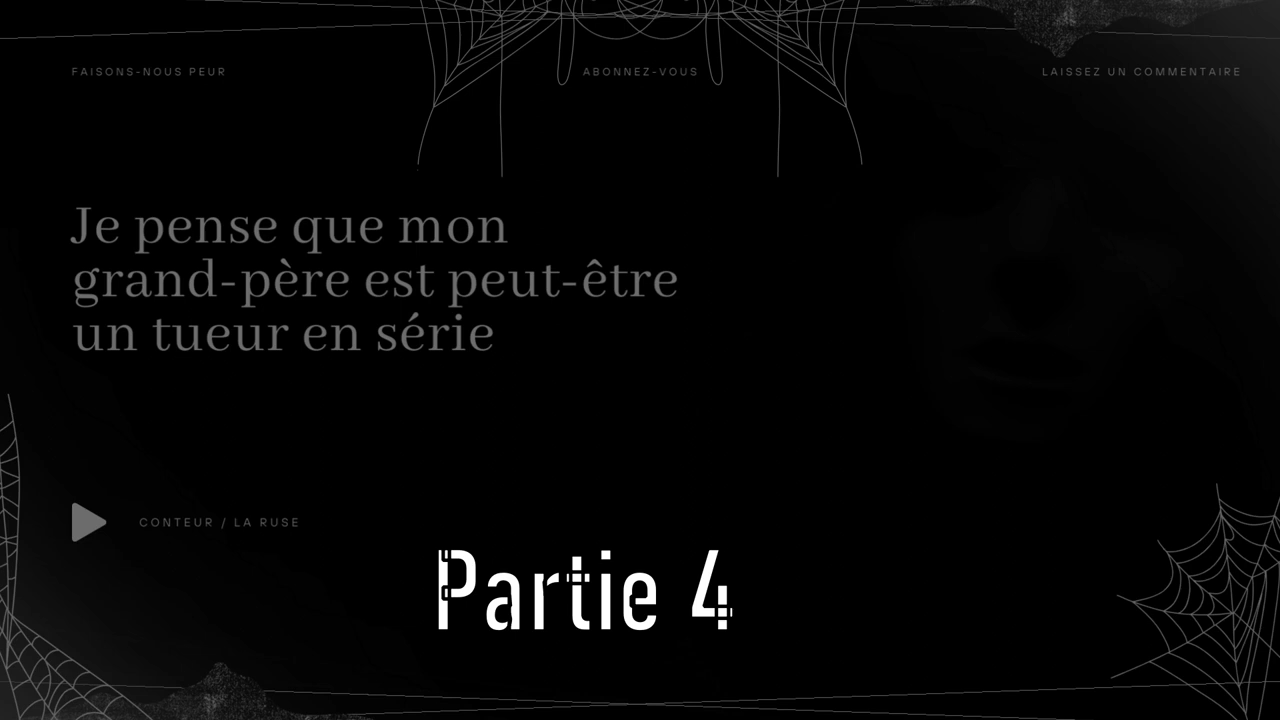 FAISONS-NOUS PEUR
ABONNEZ-VOUS
LAISSEZ UN COMMENTAIRE
Je pense que mon
grand-père est peut-être
un tueur en série
CONTEUR / LA RUSE
Partie 4